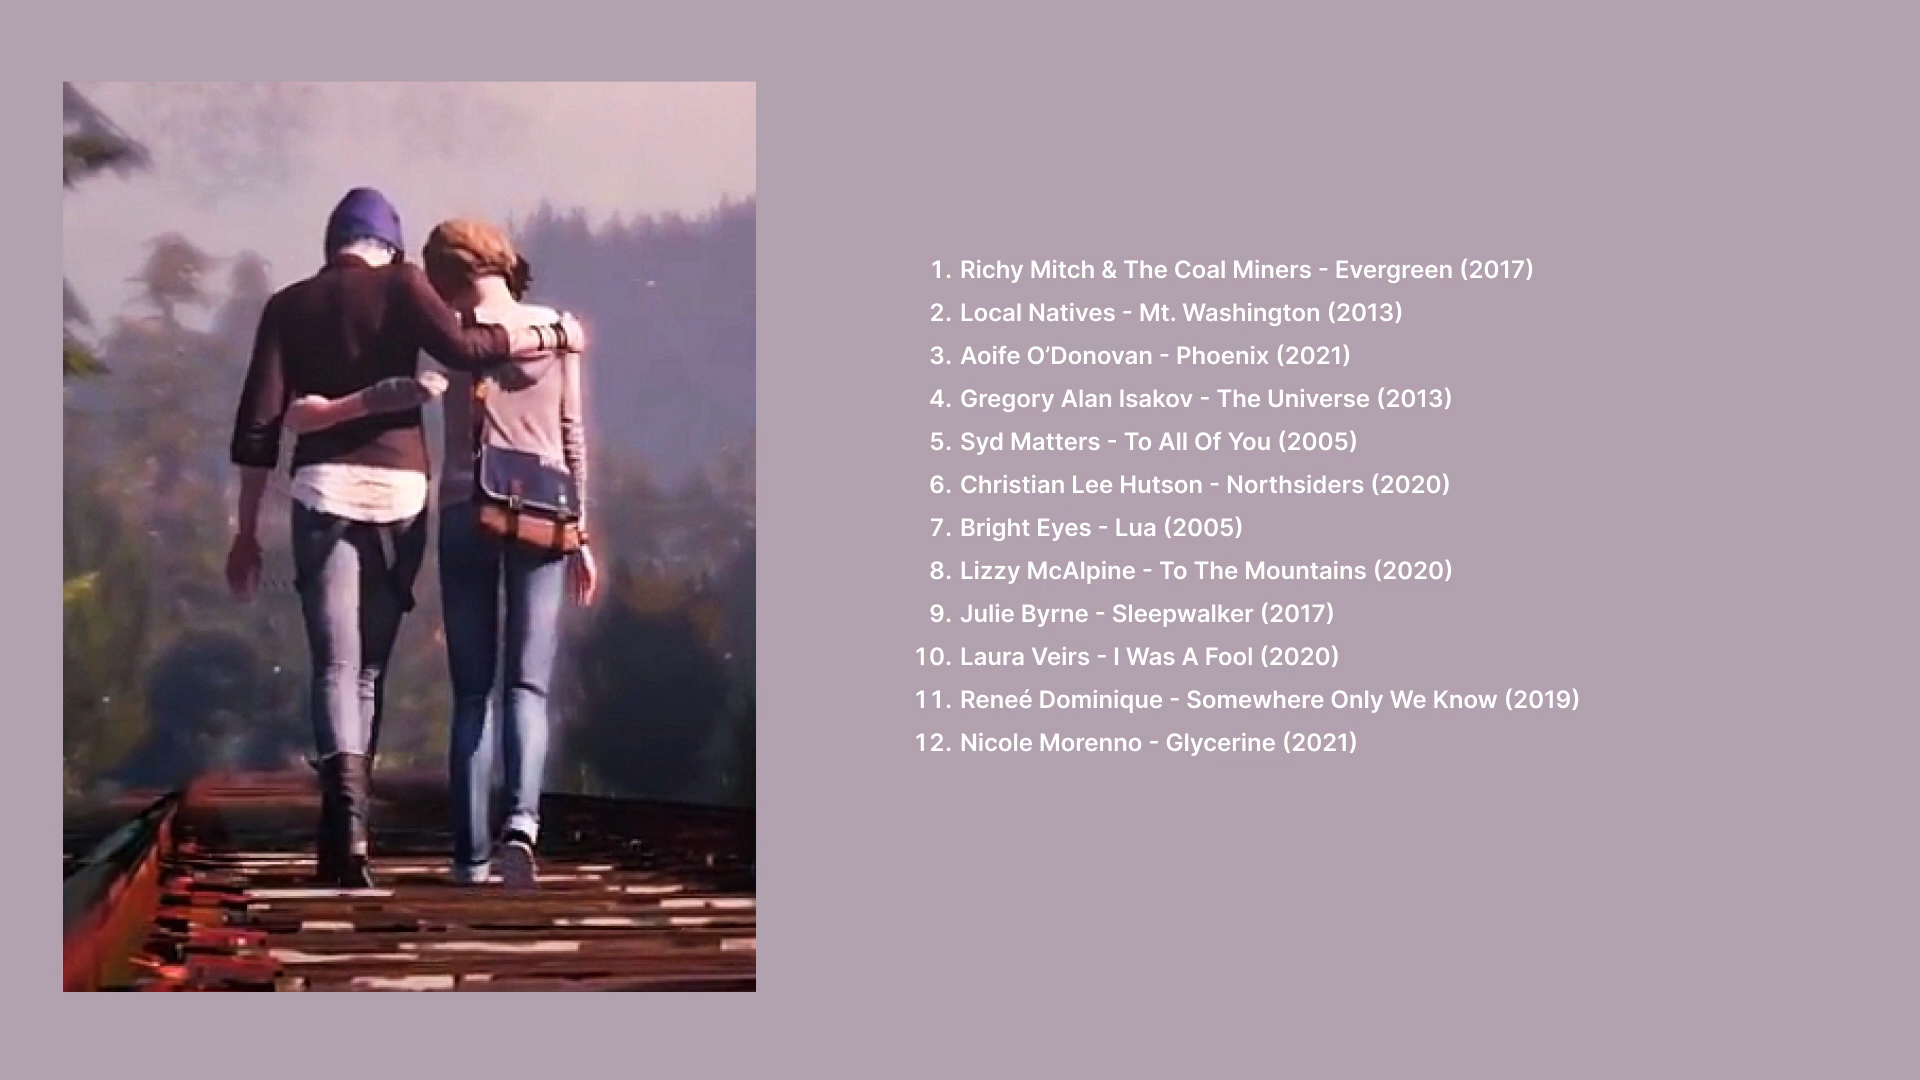 1. Richy Mitch & The Coal Miners - Evergreen (2017)
2. Local Natives - Mt. Washington (2013)
3. Aoife O’Donovan - Phoenix (2021)
4. Gregory Alan Isakov - The Universe (2013)
5. Syd Matters - To All Of You (2005)
6. Christian Lee Hutson - Northsiders (2020)
7. Bright Eyes - Lua (2005)
8. Lizzy McAlpine - To The Mountains (2020)
9. Julie Byrne - Sleepwalker (2017)
10. Laura Veirs - I Was A Fool (2020)
11. Reneé Dominique - Somewhere Only We Know (2019)
12. Nicole Morenno - Glycerine (2021)